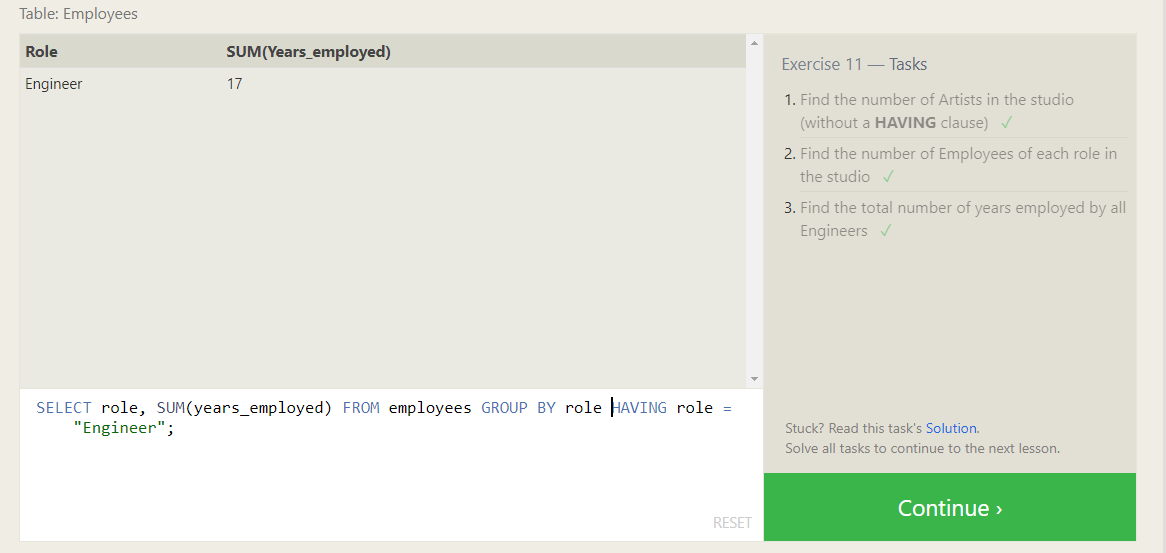 Table: Employees
Role SUM(Years_employed)
Engineer 17
SELECT role, SUM(years_employed) FROM employees GROUP BY role HAVING role =
"Engineer";
RESET
Exercise 11 — Tasks
1. Find the number of Artists in the studio
(without a HAVING clause) ✓
2. Find the number of Employees of each role in
the studio ✓
3. Find the total number of years employed by all
Engineers ✓
Stuck? Read this task's Solution.
Solve all tasks to continue to the next lesson.
Continue ›